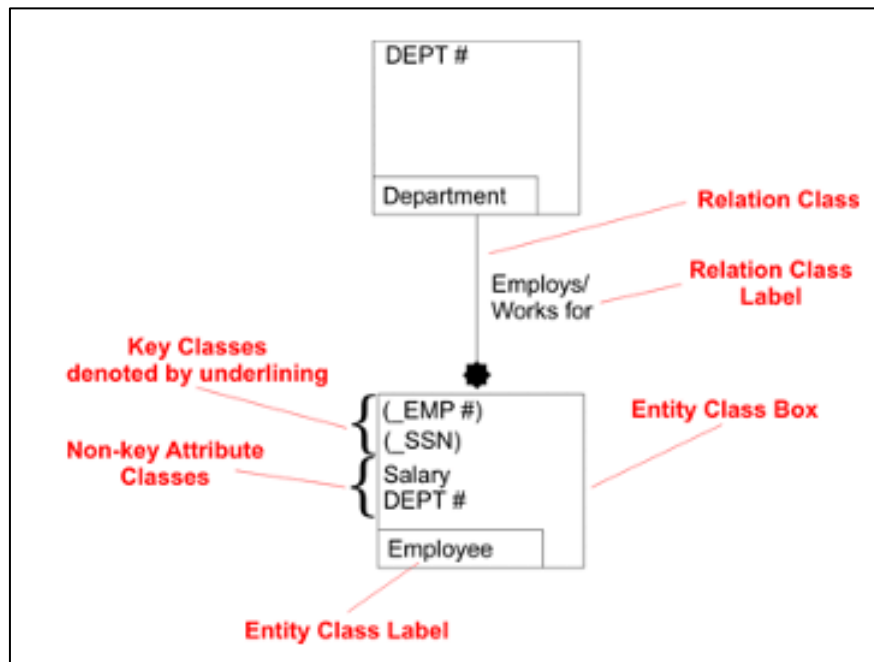 DEPT #
Department
Relation Class
Employs/
Works for
Relation Class
Label
Key Classes
denoted by underlining
(_EMP #)
(_SSN)
Entity Class Box
Non-key Attribute
Classes
Salary
DEPT #
Employee
Entity Class Label